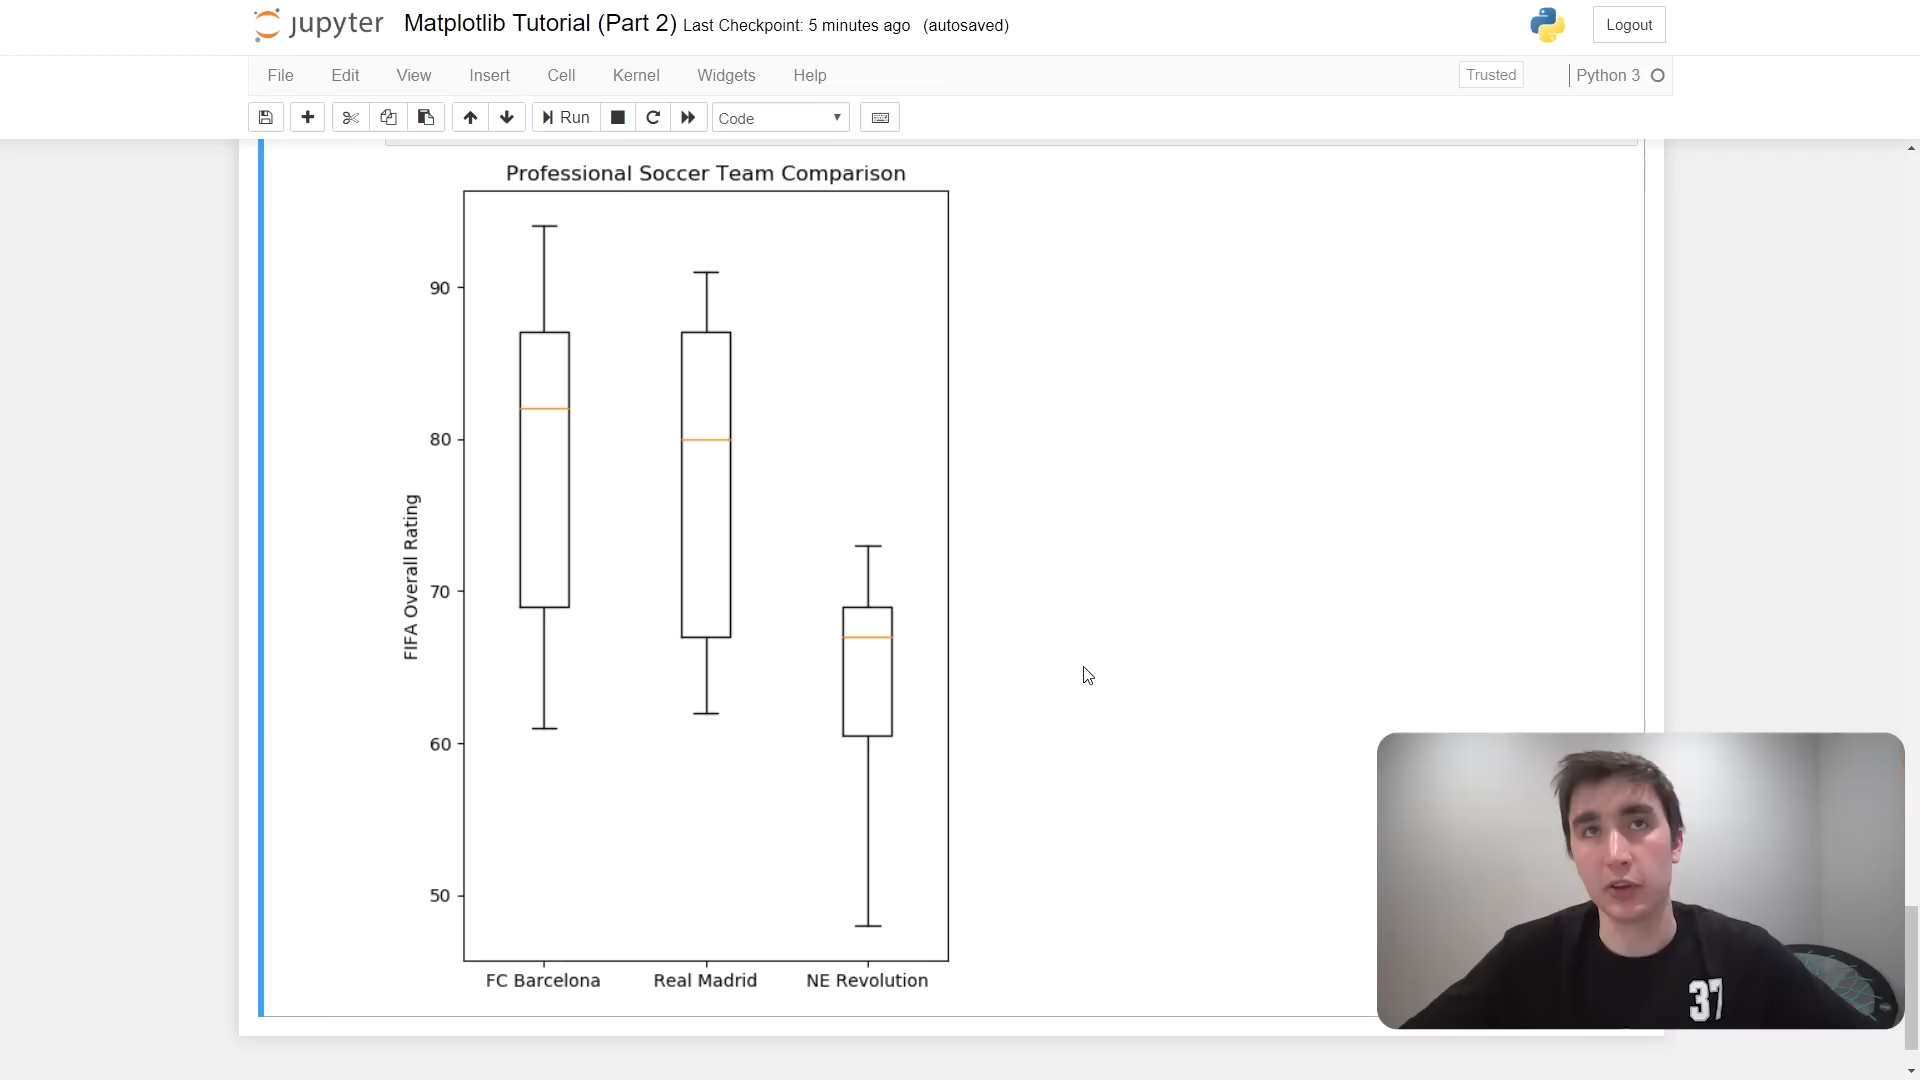 jupyter Matplotlib Tutorial (Part 2) Last Checkpoint: 5 minutes ago (autosaved) Logout
File Edit View Insert Cell Kernel Widgets Help Trusted Python 3
Run Code
Professional Soccer Team Comparison
90
80
70
60
50
FIFA Overall Rating
FC Barcelona Real Madrid NE Revolution
37